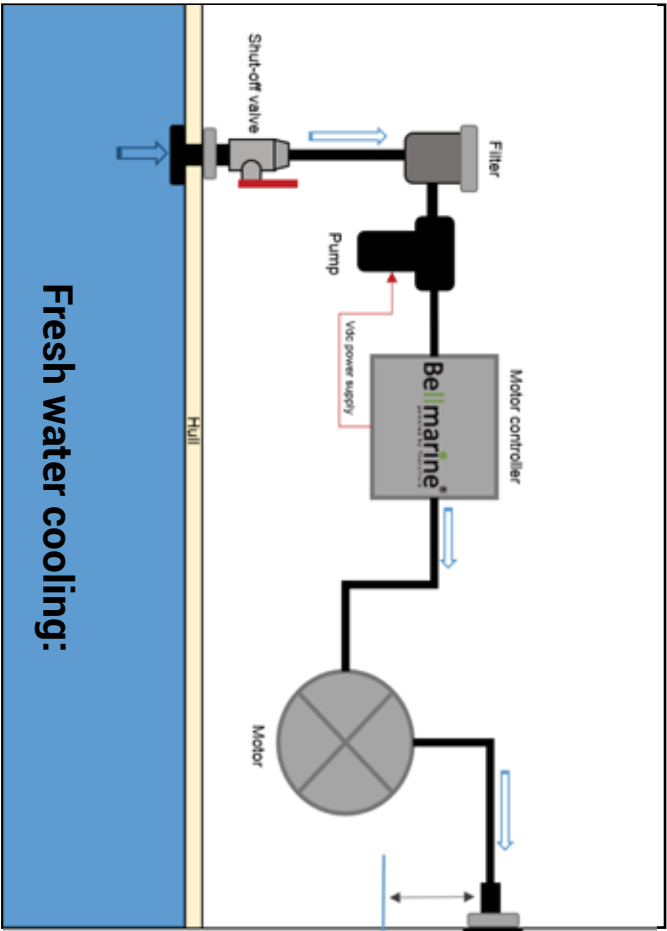 Filter
Motor controller
Shut-off valve
Pump
Vdc power supply
Bellmarine®
Motor
Hull
Fresh water cooling: